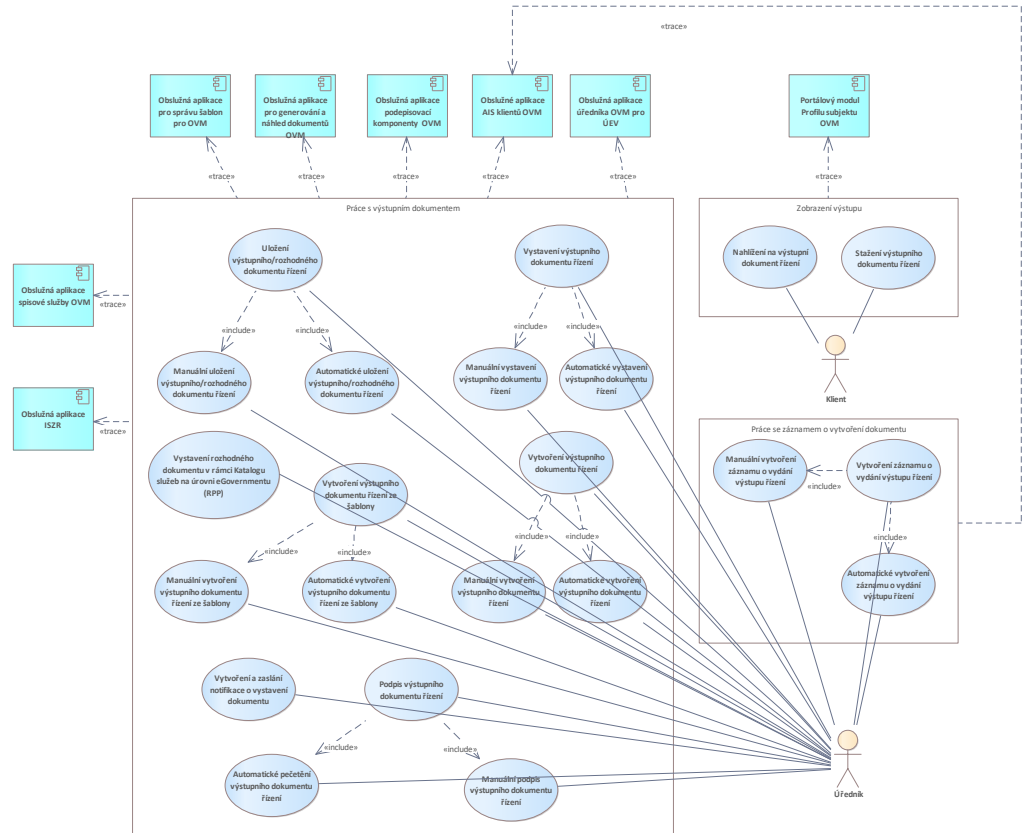 «trace»
Obslužná aplikace
pro správu šablon
pro OVM
Obslužná aplikace
pro generování a
náhled dokumentů
OVM
Obslužná aplikace
podepisovací
komponenty OVM
Obslužné aplikace
AIS klientů OVM
Obslužná aplikace
úředníka OVM pro
ÚEV
Portálový modul
Profilu subjektu
OVM
«trace»
«trace»
«trace»
«trace»
«trace»
«trace»
Práce s výstupním dokumentem
Zobrazení výstupu
Uložení
výstupního/rozhodného
dokumentu řízení
Vystavení výstupního
dokumentu řízení
Nahlížení na výstupní
dokument řízení
Stažení výstupního
dokumentu řízení
Obslužná aplikace
spisové služby OVM
«trace»
«include»
«include»
«include»
«include»
Manuální uložení
výstupního/rozhodného
dokumentu řízení
Automatické uložení
výstupního/rozhodného
dokumentu řízení
Manuální vystavení
výstupního dokumentu
řízení
Automatické vystavení
výstupního dokumentu
řízení
Klient
Obslužná aplikace
ISZR
«trace»
Práce se záznamem o vytvoření dokumentu
Vystavení rozhodného
dokumentu v rámci Katalogu
služeb na úrovni eGovernmentu
(RPP)
Vytvoření výstupního
dokumentu řízení ze
šablony
Vytvoření výstupního
dokumentu řízení
Manuální vytvoření
záznamu o vydání
výstupu řízení
Vytvoření záznamu o
vydání výstupu řízení
«include»
«include»
«include»
«include»
«include»
«include»
«include»
Manuální vytvoření
výstupního dokumentu
řízení ze šablony
Automatické vytvoření
výstupního dokumentu
řízení ze šablony
Manuální vytvoření
výstupního dokumentu
řízení
Automatické vytvoření
výstupního dokumentu
řízení
Automatické vytvoření
záznamu o vydání
výstupu řízení
Vytvoření a zaslání
notifikace o vystavení
dokumentu
Podpis výstupního
dokumentu řízení
«include»
«include»
Automatické pečetění
výstupního dokumentu
řízení
Manuální podpis
výstupního dokumentu
řízení
Úředník